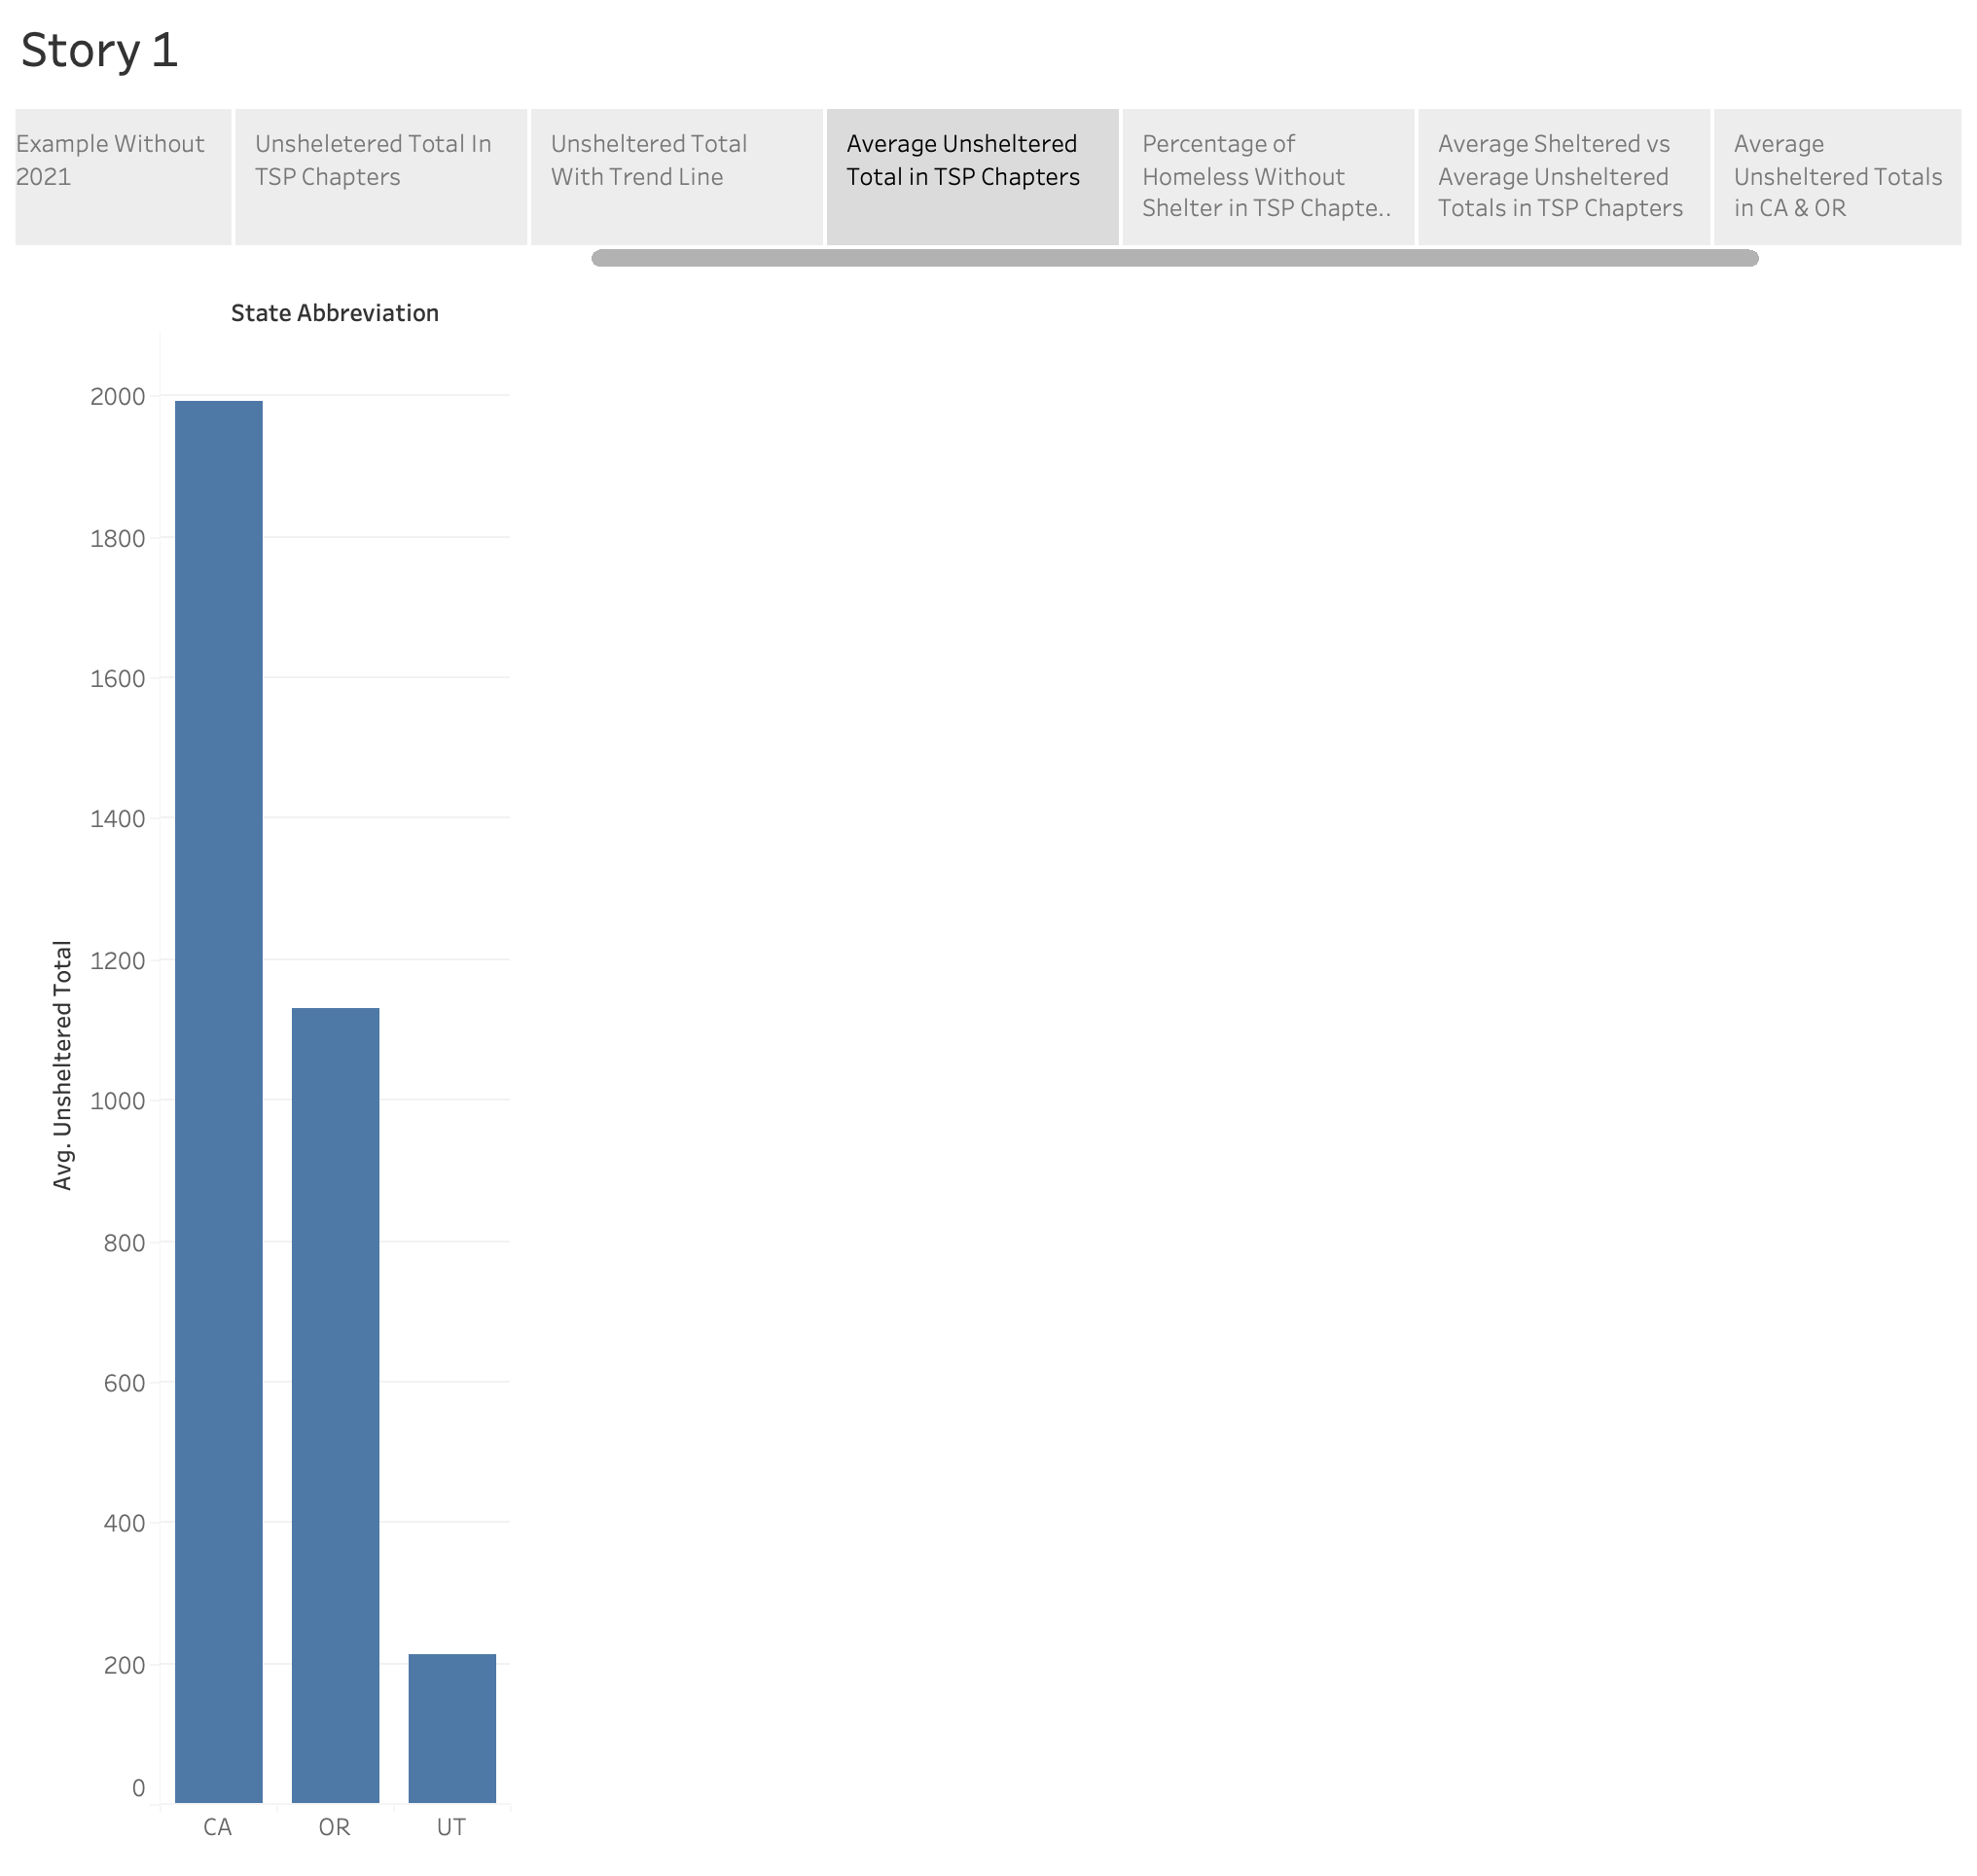 Story 1
Example Without
2021
Unsheletered Total In
TSP Chapters
Unsheltered Total
With Trend Line
Average Unsheltered
Total in TSP Chapters
Percentage of
Homeless Without
Shelter in TSP Chapte..
Average Sheltered vs
Average Unsheltered
Totals in TSP Chapters
Average
Unsheltered Totals
in CA & OR
State Abbreviation
Avg. Unsheltered Total
2000
1800
1600
1400
1200
1000
800
600
400
200
0
CA
OR
UT